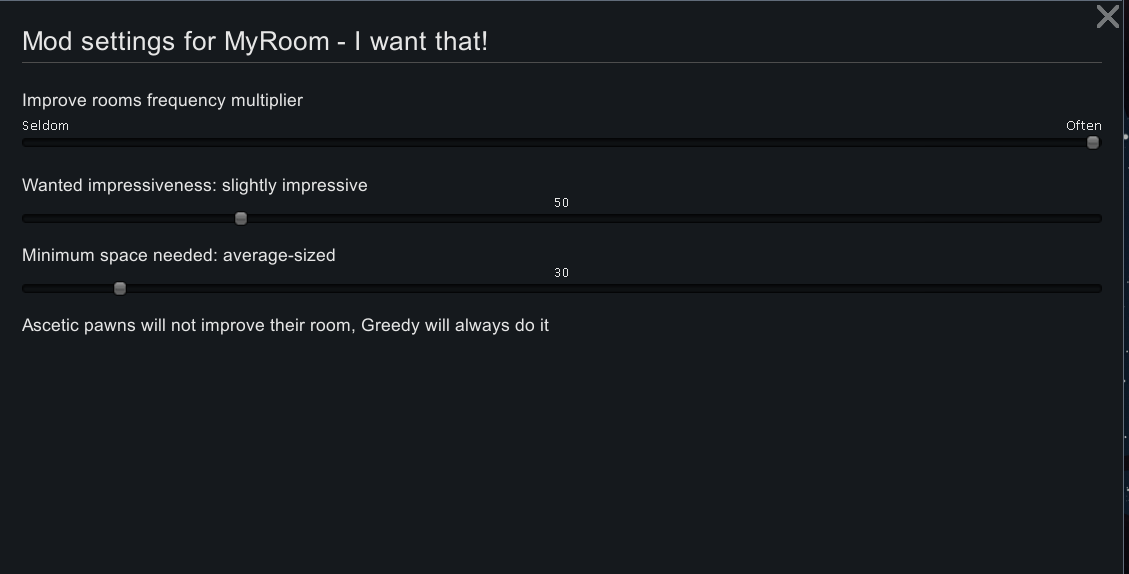 Mod settings for MyRoom - I want that!
Improve rooms frequency multiplier
Seldom Often
Wanted impressiveness: slightly impressive
50
Minimum space needed: average-sized
30
Ascetic pawns will not improve their room, Greedy will always do it